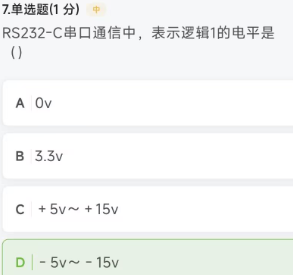 7.单选题(1 分) 中
RS232-C串口通信中，表示逻辑1的电平是
（）
A 0v
B 3.3v
C ＋5v～＋15v
D －5v～－15v